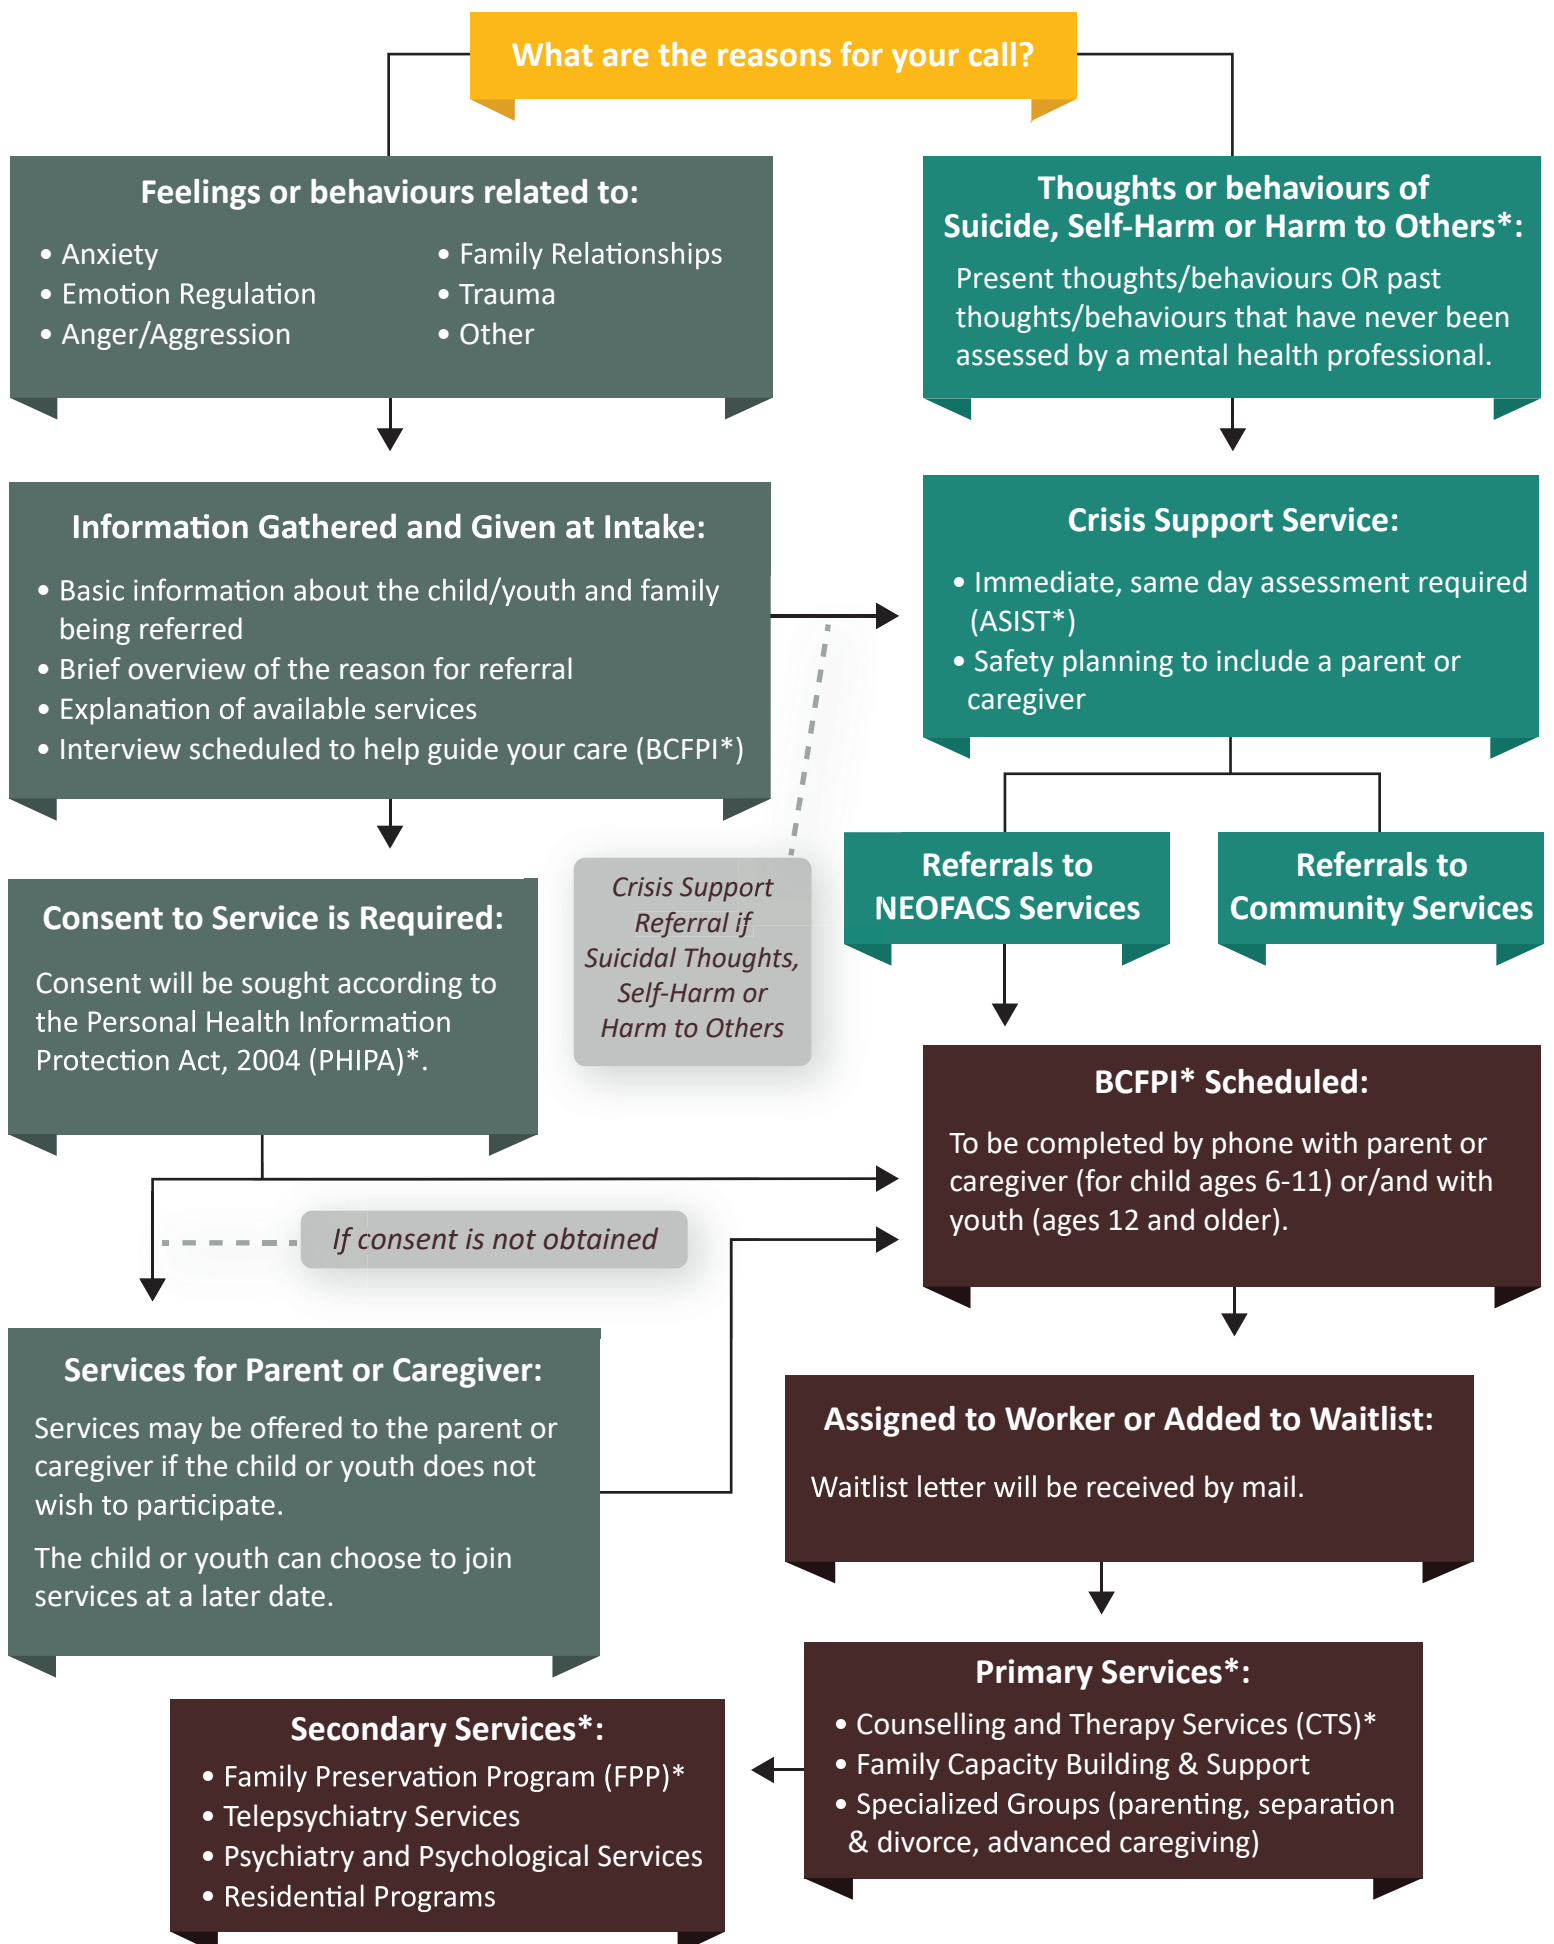 What are the reasons for your call?
Feelings or behaviours related to:
• Anxiety
• Emotion Regulation
• Anger/Aggression
• Family Relationships
• Trauma
• Other
Thoughts or behaviours of
Suicide, Self-Harm or Harm to Others*:
Present thoughts/behaviours OR past
thoughts/behaviours that have never been
assessed by a mental health professional.
Information Gathered and Given at Intake:
• Basic information about the child/youth and family
being referred
• Brief overview of the reason for referral
• Explanation of available services
• Interview scheduled to help guide your care (BCFPI*)
Crisis Support Service:
• Immediate, same day assessment required
(ASIST*)
• Safety planning to include a parent or
caregiver
Crisis Support
Referral if
Suicidal Thoughts,
Self-Harm or
Harm to Others
Referrals to
NEOFACS Services
Referrals to
Community Services
Consent to Service is Required:
Consent will be sought according to
the Personal Health Information
Protection Act, 2004 (PHIPA)*.
If consent is not obtained
BCFPI* Scheduled:
To be completed by phone with parent or
caregiver (for child ages 6-11) or/and with
youth (ages 12 and older).
Services for Parent or Caregiver:
Services may be offered to the parent or
caregiver if the child or youth does not
wish to participate.
The child or youth can choose to join
services at a later date.
Assigned to Worker or Added to Waitlist:
Waitlist letter will be received by mail.
Primary Services*:
• Counselling and Therapy Services (CTS)*
• Family Capacity Building & Support
• Specialized Groups (parenting, separation
& divorce, advanced caregiving)
Secondary Services*:
• Family Preservation Program (FPP)*
• Telepsychiatry Services
• Psychiatry and Psychological Services
• Residential Programs